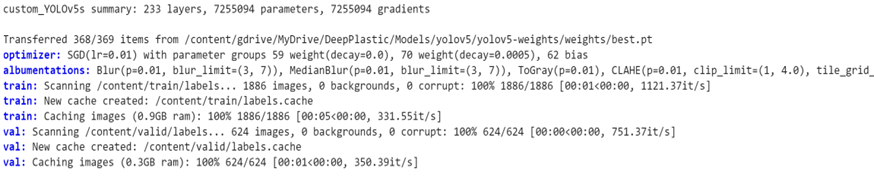 custom_YOLOv5s summary: 233 layers, 7255094 parameters, 7255094 gradients
Transferred 368/369 items from /content/gdrive/MyDrive/DeepPlastic/Models/yolov5/yolov5-weights/weights/best.pt
optimizer: SGD(lr=0.01) with parameter groups 59 weight(decay=0.0), 70 weight(decay=0.0005), 62 bias
albumentations: Blur(p=0.01, blur_limit=(3, 7)), MedianBlur(p=0.01, blur_limit=(3, 7)), ToGray(p=0.01), CLAHE(p=0.01, clip_limit=(1, 4.0), tile_grid_
train: Scanning /content/train/labels... 1886 images, 0 backgrounds, 0 corrupt: 100% 1886/1886 [00:01<00:00, 1121.37it/s]
train: New cache created: /content/train/labels.cache
train: Caching images (0.9GB ram): 100% 1886/1886 [00:05<00:00, 331.55it/s]
val: Scanning /content/valid/labels... 624 images, 0 backgrounds, 0 corrupt: 100% 624/624 [00:00<00:00, 751.37it/s]
val: New cache created: /content/valid/labels.cache
val: Caching images (0.3GB ram): 100% 624/624 [00:01<00:00, 350.39it/s]